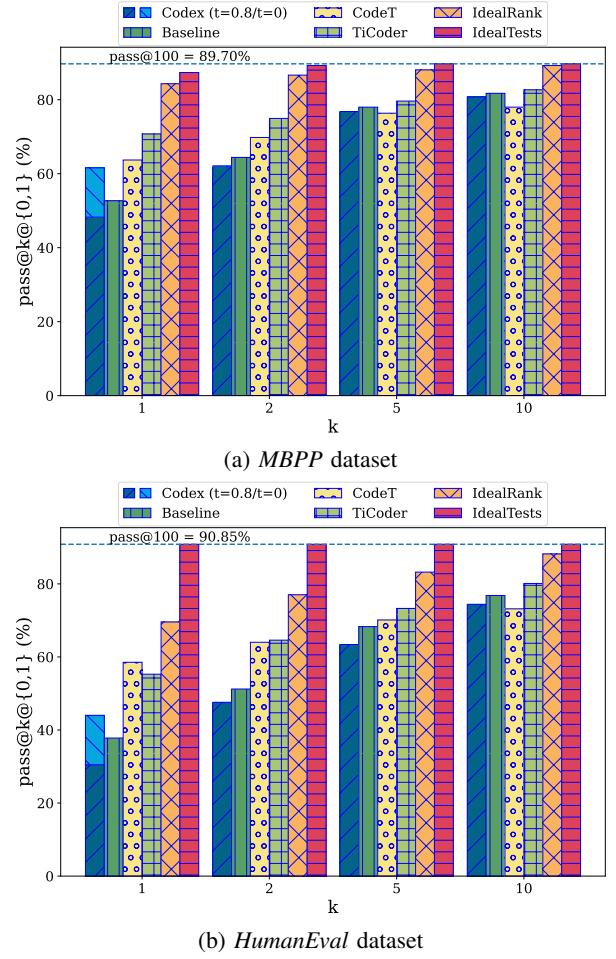 Codex (t=0.8/t=0) CodeT IdealRank
Baseline TiCoder IdealTests
pass@100 = 89.70%
80
60
40
20
0
pass@k@{0,1} (%)
1 2 5 10
k
(a) MBPP dataset
Codex (t=0.8/t=0) CodeT IdealRank
Baseline TiCoder IdealTests
pass@100 = 90.85%
80
60
40
20
0
pass@k@{0,1} (%)
1 2 5 10
k
(b) HumanEval dataset